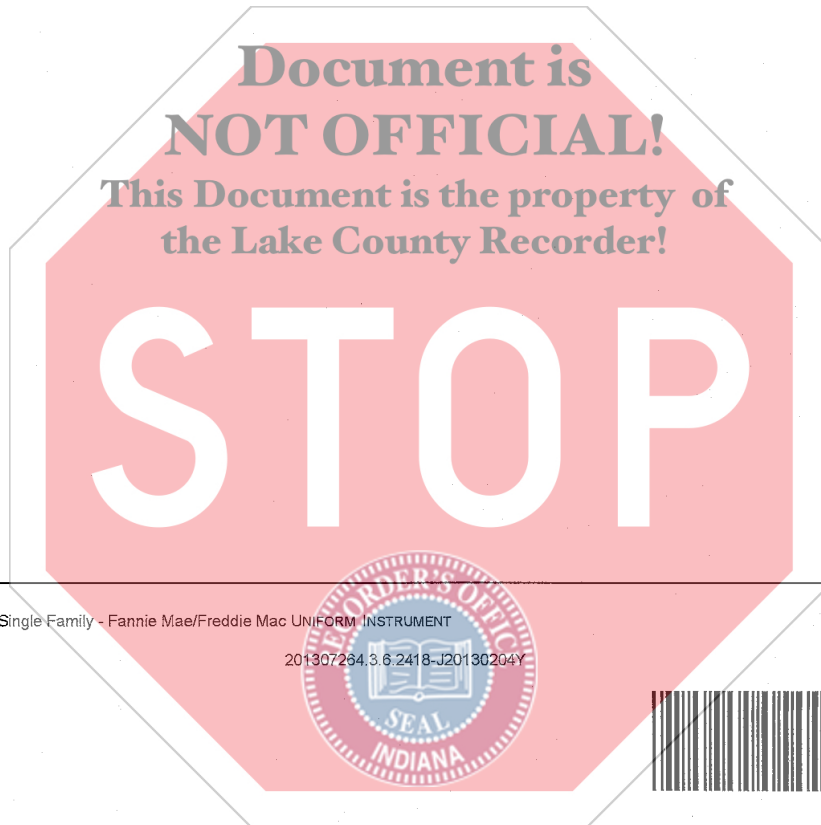 Document is
NOT OFFICIAL!
This Document is the property of
the Lake County Recorder!
STOP
Single Family - Fannie Mae/Freddie Mac UNIFORM INSTRUMENT
201307264.3.6.2418-J20130204Y
RECORDER'S OFFICE
SEAL
INDIANA